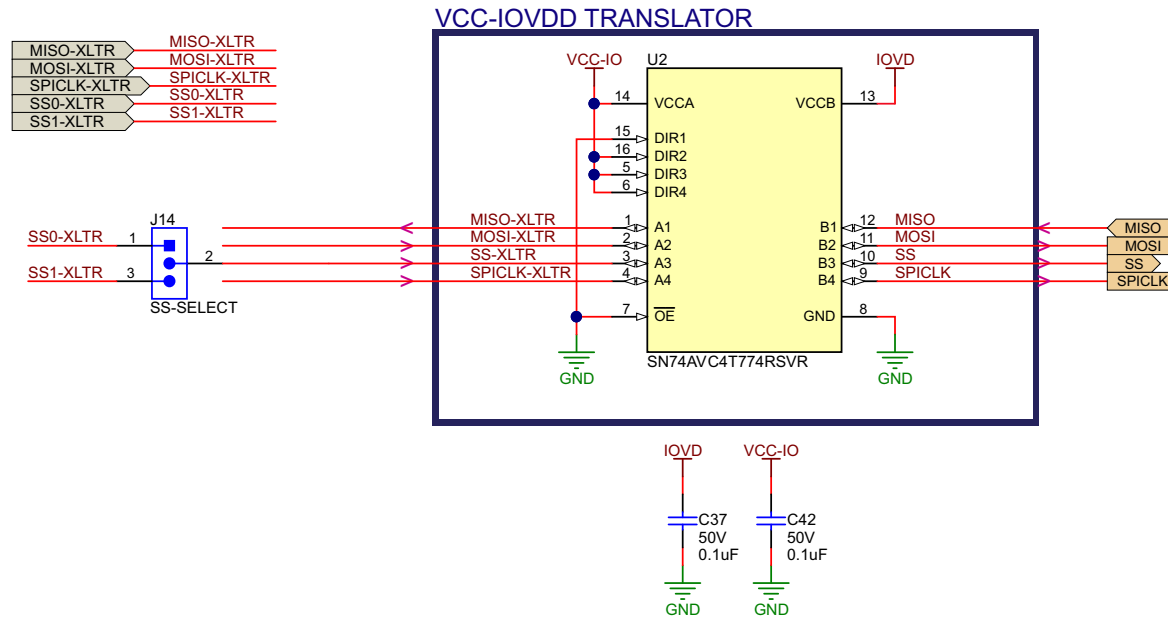 VCC-IOVDD TRANSLATOR
MISO-XLTR MISO-XLTR
MOSI-XLTR MOSI-XLTR
SPICLK-XLTR SPICLK-XLTR
SS0-XLTR SS0-XLTR
SS1-XLTR SS1-XLTR
VCC-IO U2 IOVD
14 VCCA VCCB 13
15 DIR1
16 DIR2
5 DIR3
6 DIR4
J14
MISO-XLTR 1 A1 B1 12 MISO MISO
SS0-XLTR 1 MOSI-XLTR 2 A2 B2 11 MOSI MOSI
2 SS-XLTR 3 A3 B3 10 SS SS
SS1-XLTR 3 SPICLK-XLTR 4 A4 B4 9 SPICLK SPICLK
SS-SELECT
7 OE GND 8
SN74AVC4T774RSVR
GND GND
IOVD VCC-IO
C37 C42
50V 50V
0.1uF 0.1uF
GND GND